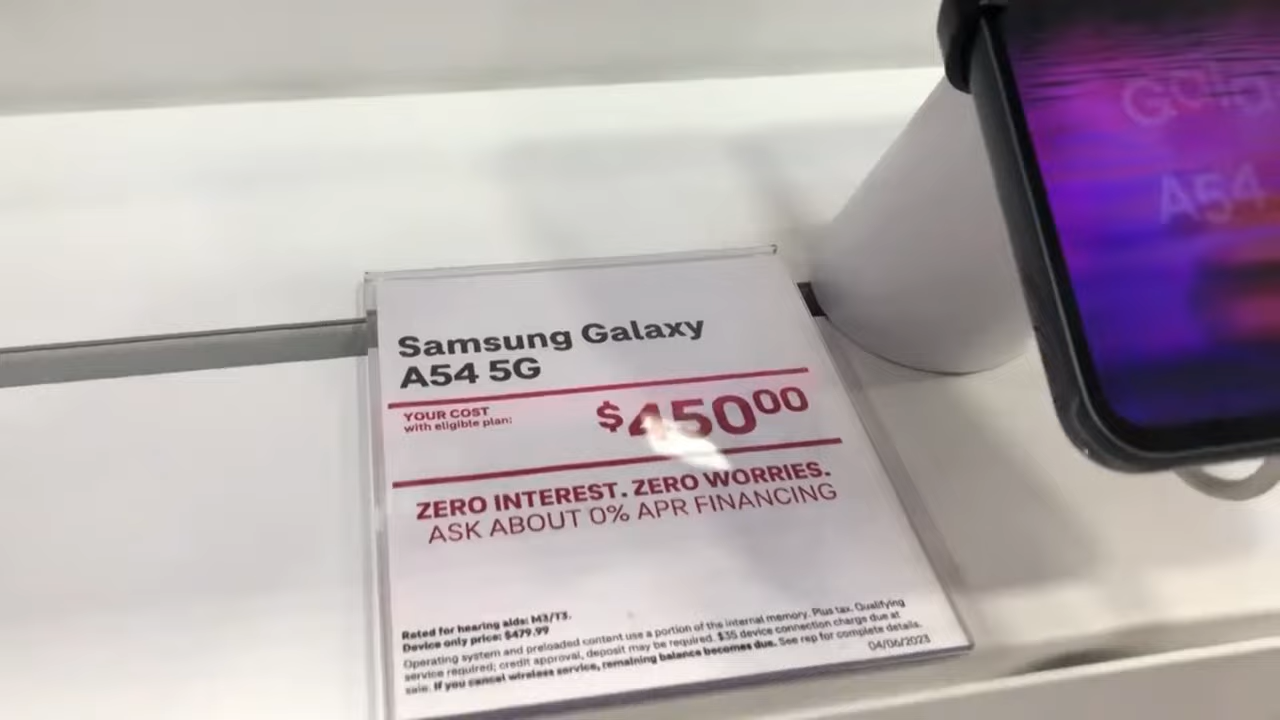 Samsung Galaxy
A54 5G
YOUR COST
with eligible plan:
$450⁰⁰
ZERO INTEREST. ZERO WORRIES.
ASK ABOUT 0% APR FINANCING
Rated for hearing aids: M3/T3.
Device only price: $479.99
Operating system and preloaded content use a portion of the internal memory. Plus tax. Qualifying
service required; credit approval, deposit may be required. $35 device connection charge due at
sale. If you cancel wireless service, remaining balance becomes due. See rep for complete details.
04/06/2023
A54